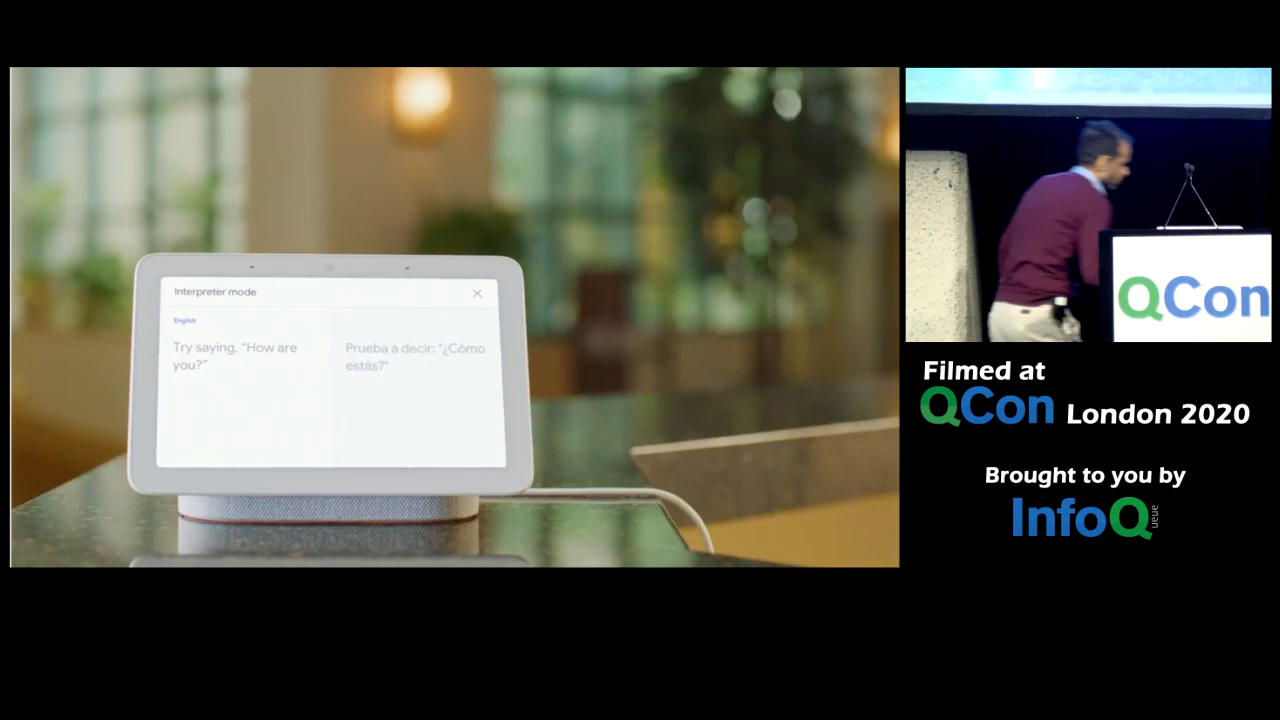 Interpreter mode
English
Try saying, “How are
you?”
Prueba a decir: "¿Cómo
estás?"
QCon
Filmed at
QCon London 2020
Brought to you by
InfoQ
ueue